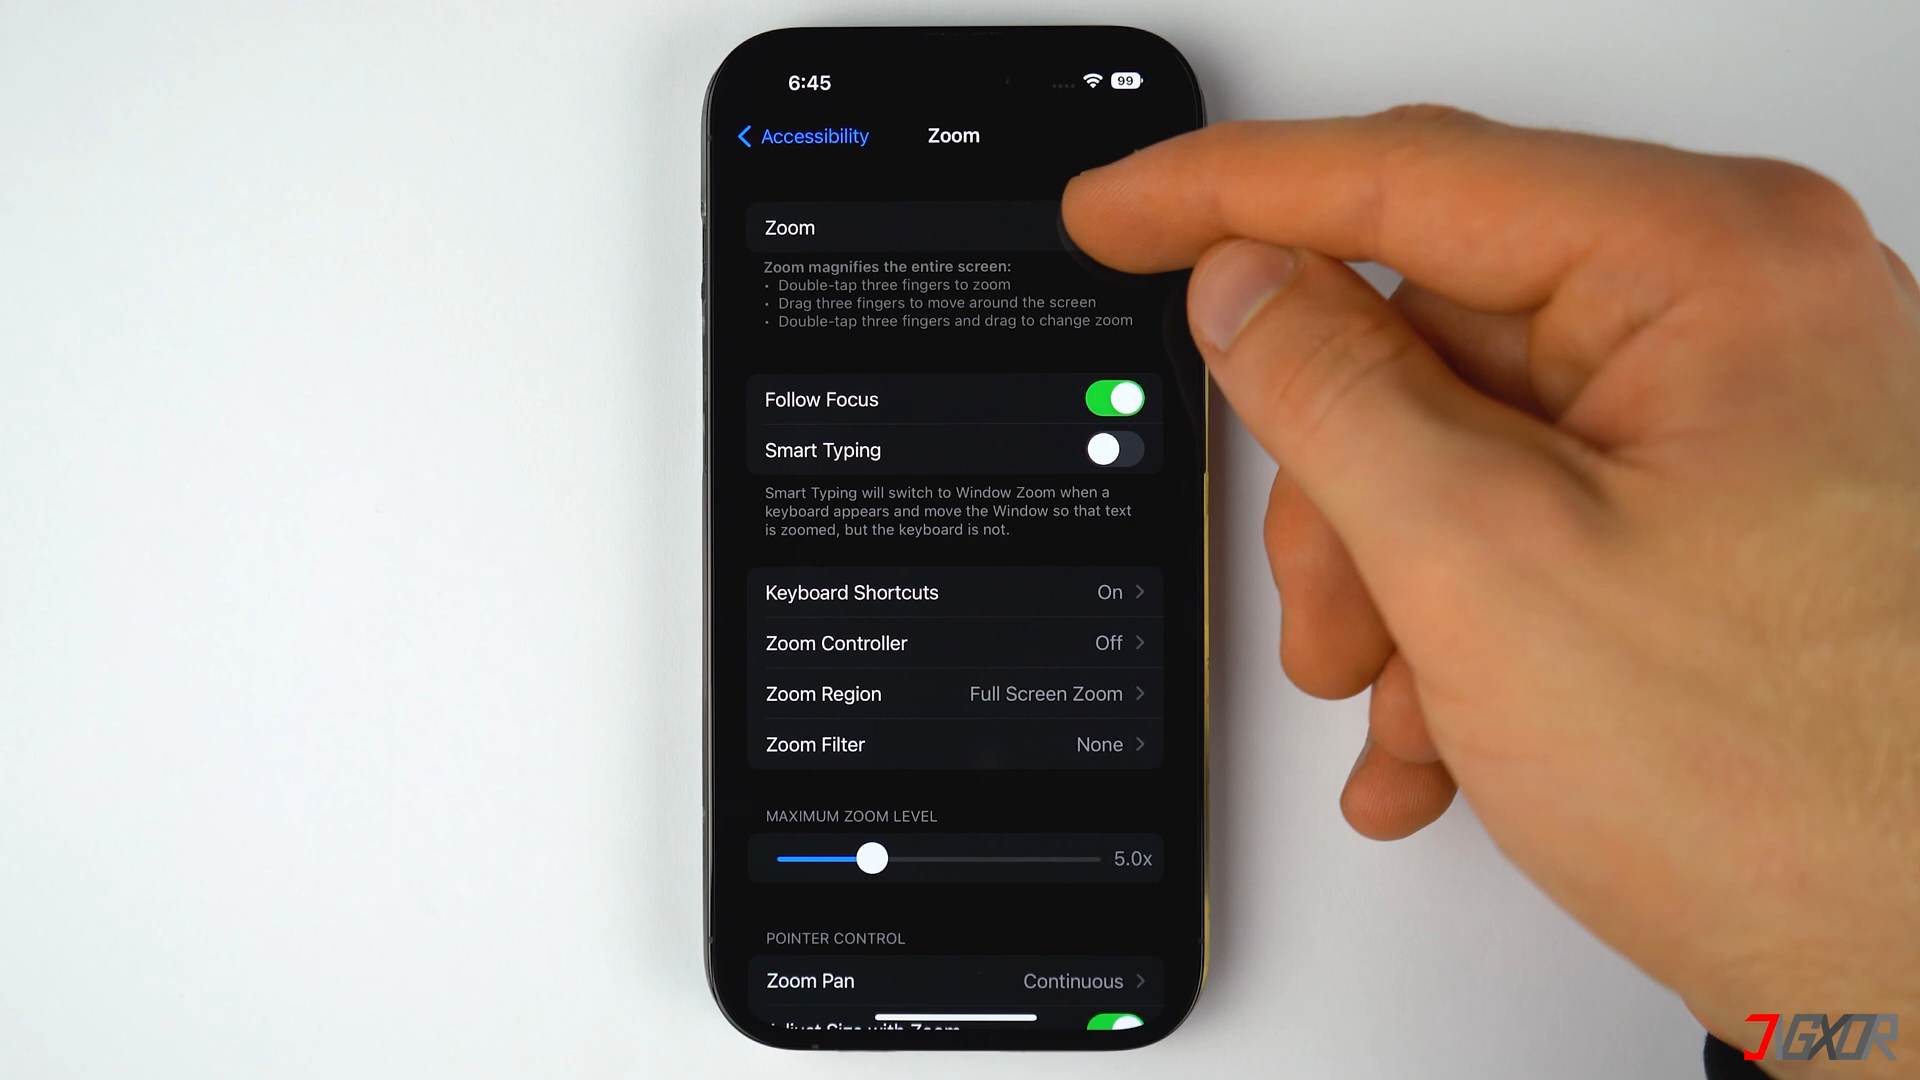 6:45
99
Accessibility
Zoom
Zoom
Zoom magnifies the entire screen:
• Double-tap three fingers to zoom
• Drag three fingers to move around the screen
• Double-tap three fingers and drag to change zoom
Follow Focus
Smart Typing
Smart Typing will switch to Window Zoom when a
keyboard appears and move the Window so that text
is zoomed, but the keyboard is not.
Keyboard Shortcuts On
Zoom Controller Off
Zoom Region Full Screen Zoom
Zoom Filter None
MAXIMUM ZOOM LEVEL
5.0x
POINTER CONTROL
Zoom Pan Continuous
Adjust Size with Zoom